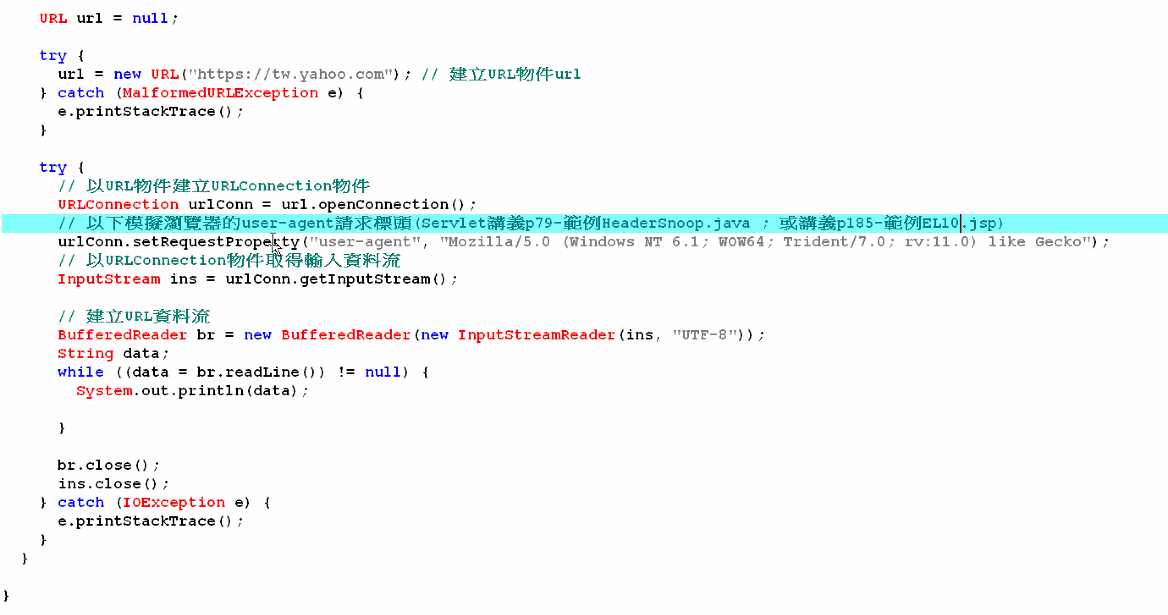 URL url = null;
try {
url = new URL("https://tw.yahoo.com"); // 建立URL物件url
} catch (MalformedURLException e) {
e.printStackTrace();
}
try {
// 以URL物件建立URLConnection物件
URLConnection urlConn = url.openConnection();
// 以下模擬瀏覽器的user-agent請求標頭(Servlet講義p79-範例HeaderSnoop.java ; 或講義p185-範例EL10.jsp)
urlConn.setRequestProperty("user-agent", "Mozilla/5.0 (Windows NT 6.1; WOW64; Trident/7.0; rv:11.0) like Gecko");
// 以URLConnection物件取得輸入資料流
InputStream ins = urlConn.getInputStream();
// 建立URL資料流
BufferedReader br = new BufferedReader(new InputStreamReader(ins, "UTF-8"));
String data;
while ((data = br.readLine()) != null) {
System.out.println(data);
}
br.close();
ins.close();
} catch (IOException e) {
e.printStackTrace();
}
}
}